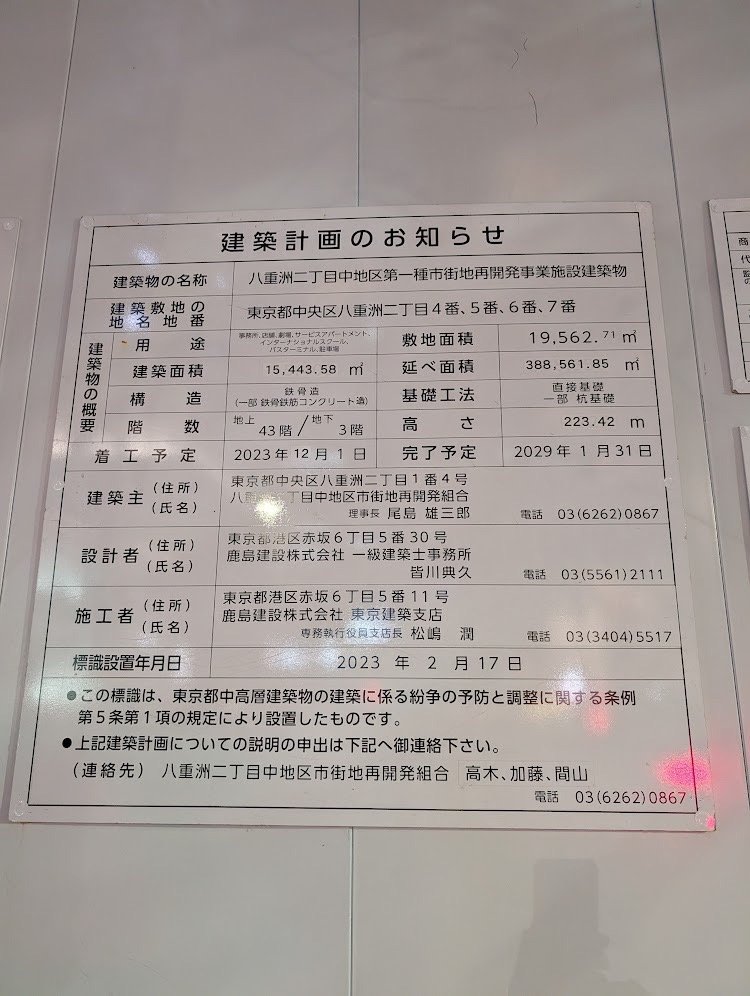 建築計画のお知らせ
建築物の名称 八重洲二丁目中地区第一種市街地再開発事業施設建築物
建築敷地の地名地番 東京都中央区八重洲二丁目4番、5番、6番、7番
建築物の概要
用途 事務所、店舗、劇場、サービスアパートメント、
インターナショナルスクール、
バスターミナル、駐車場
敷地面積 19,562.71㎡
建築面積 15,443.58 ㎡ 延べ面積 388,561.85 ㎡
構造 鉄骨造
(一部 鉄骨鉄筋コンクリート造)
基礎工法 直接基礎
一部 杭基礎
階数 地上43階/地下3階 高さ 223.42 m
着工予定 2023年12月1日 完了予定 2029年1月31日
建築主 (住所) 東京都中央区八重洲二丁目1番4号
(氏名) 八重洲二丁目中地区市街地再開発組合
理事長 尾島 雄三郎 電話 03(6262)0867
設計者 (住所) 東京都港区赤坂6丁目5番30号
(氏名) 鹿島建設株式会社 一級建築士事務所
皆川典久 電話 03(5561)2111
施工者 (住所) 東京都港区赤坂6丁目5番11号
(氏名) 鹿島建設株式会社 東京建築支店
専務執行役員支店長 松嶋 潤 電話 03(3404)5517
標識設置年月日 2023年2月17日
●この標識は、東京都中高層建築物の建築に係る紛争の予防と調整に関する条例
第5条第1項の規定により設置したものです。
●上記建築計画についての説明の申出は下記へ御連絡下さい。
(連絡先) 八重洲二丁目中地区市街地再開発組合 高木、加藤、間山
電話 03(6262)0867